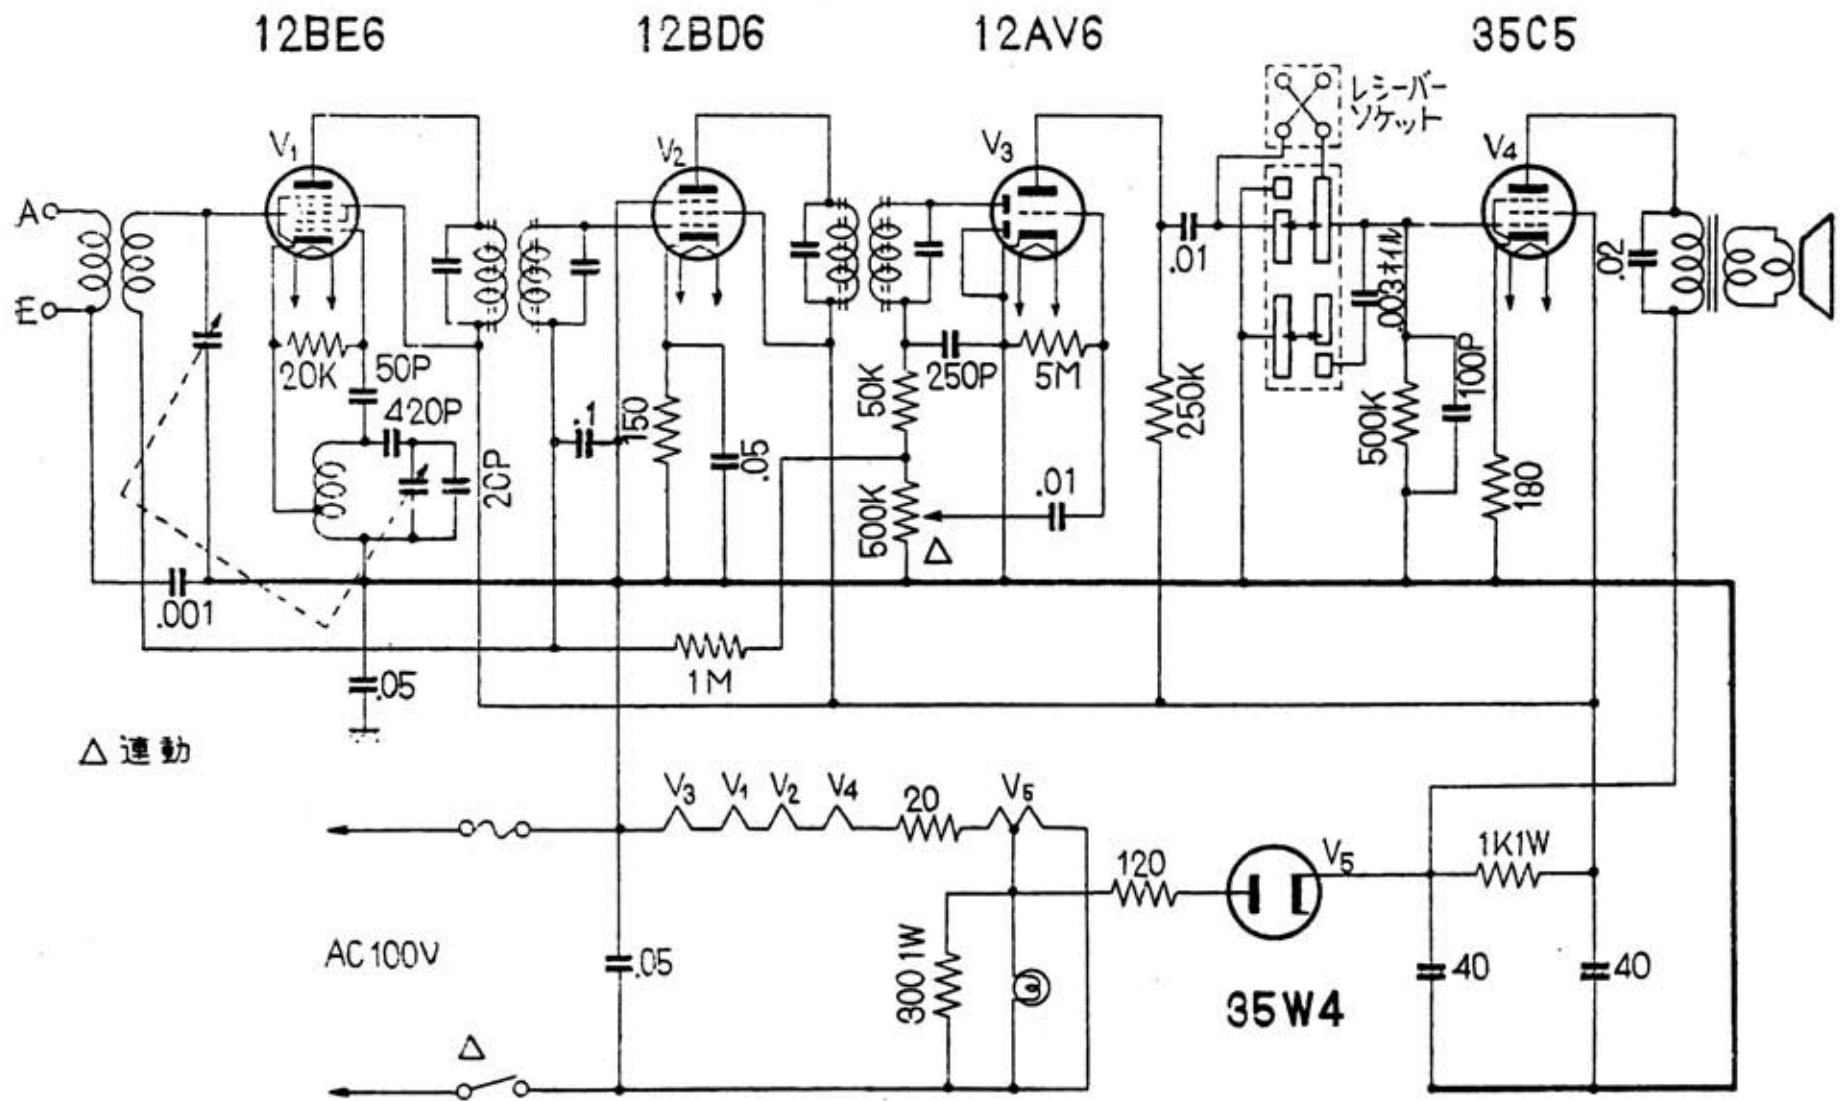 12BE6
12BD6
12AV6
35C5
レシーバー
ソケット
V₁
V₂
V₃
V₄
A
E
.01
.003オイル
.02
20K
50P
420P
20P
.1
150
.05
50K
250P
5M
500K
.01
250K
500K
100P
180
△
.001
1M
.05
△ 連動
V₃
V₁
V₂
V₄
20
V₅
120
V₅
1K1W
AC100V
.05
300 1W
40
40
35W4
△